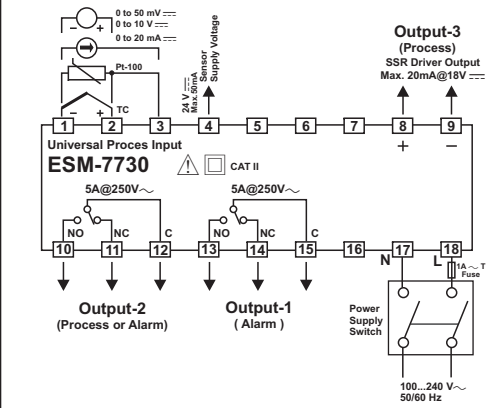 0 to 50 mV
0 to 10 V
0 to 20 mA
Pt-100
TC
24 V
Max.50mA
Sensor
Supply Voltage
Output-3
(Process)
SSR Driver Output
Max. 20mA@18V
1 2 3 4 5 6 7 8 9
Universal Proces Input
+ −
ESM-7730
CAT II
5A@250V～ 5A@250V～
NO NC C NO NC C
10 11 12 13 14 15 16 17 18
N L
1A ～ T
Fuse
Output-2
(Process or Alarm)
Output-1
( Alarm )
Power
Supply
Switch
100...240 V～
50/60 Hz